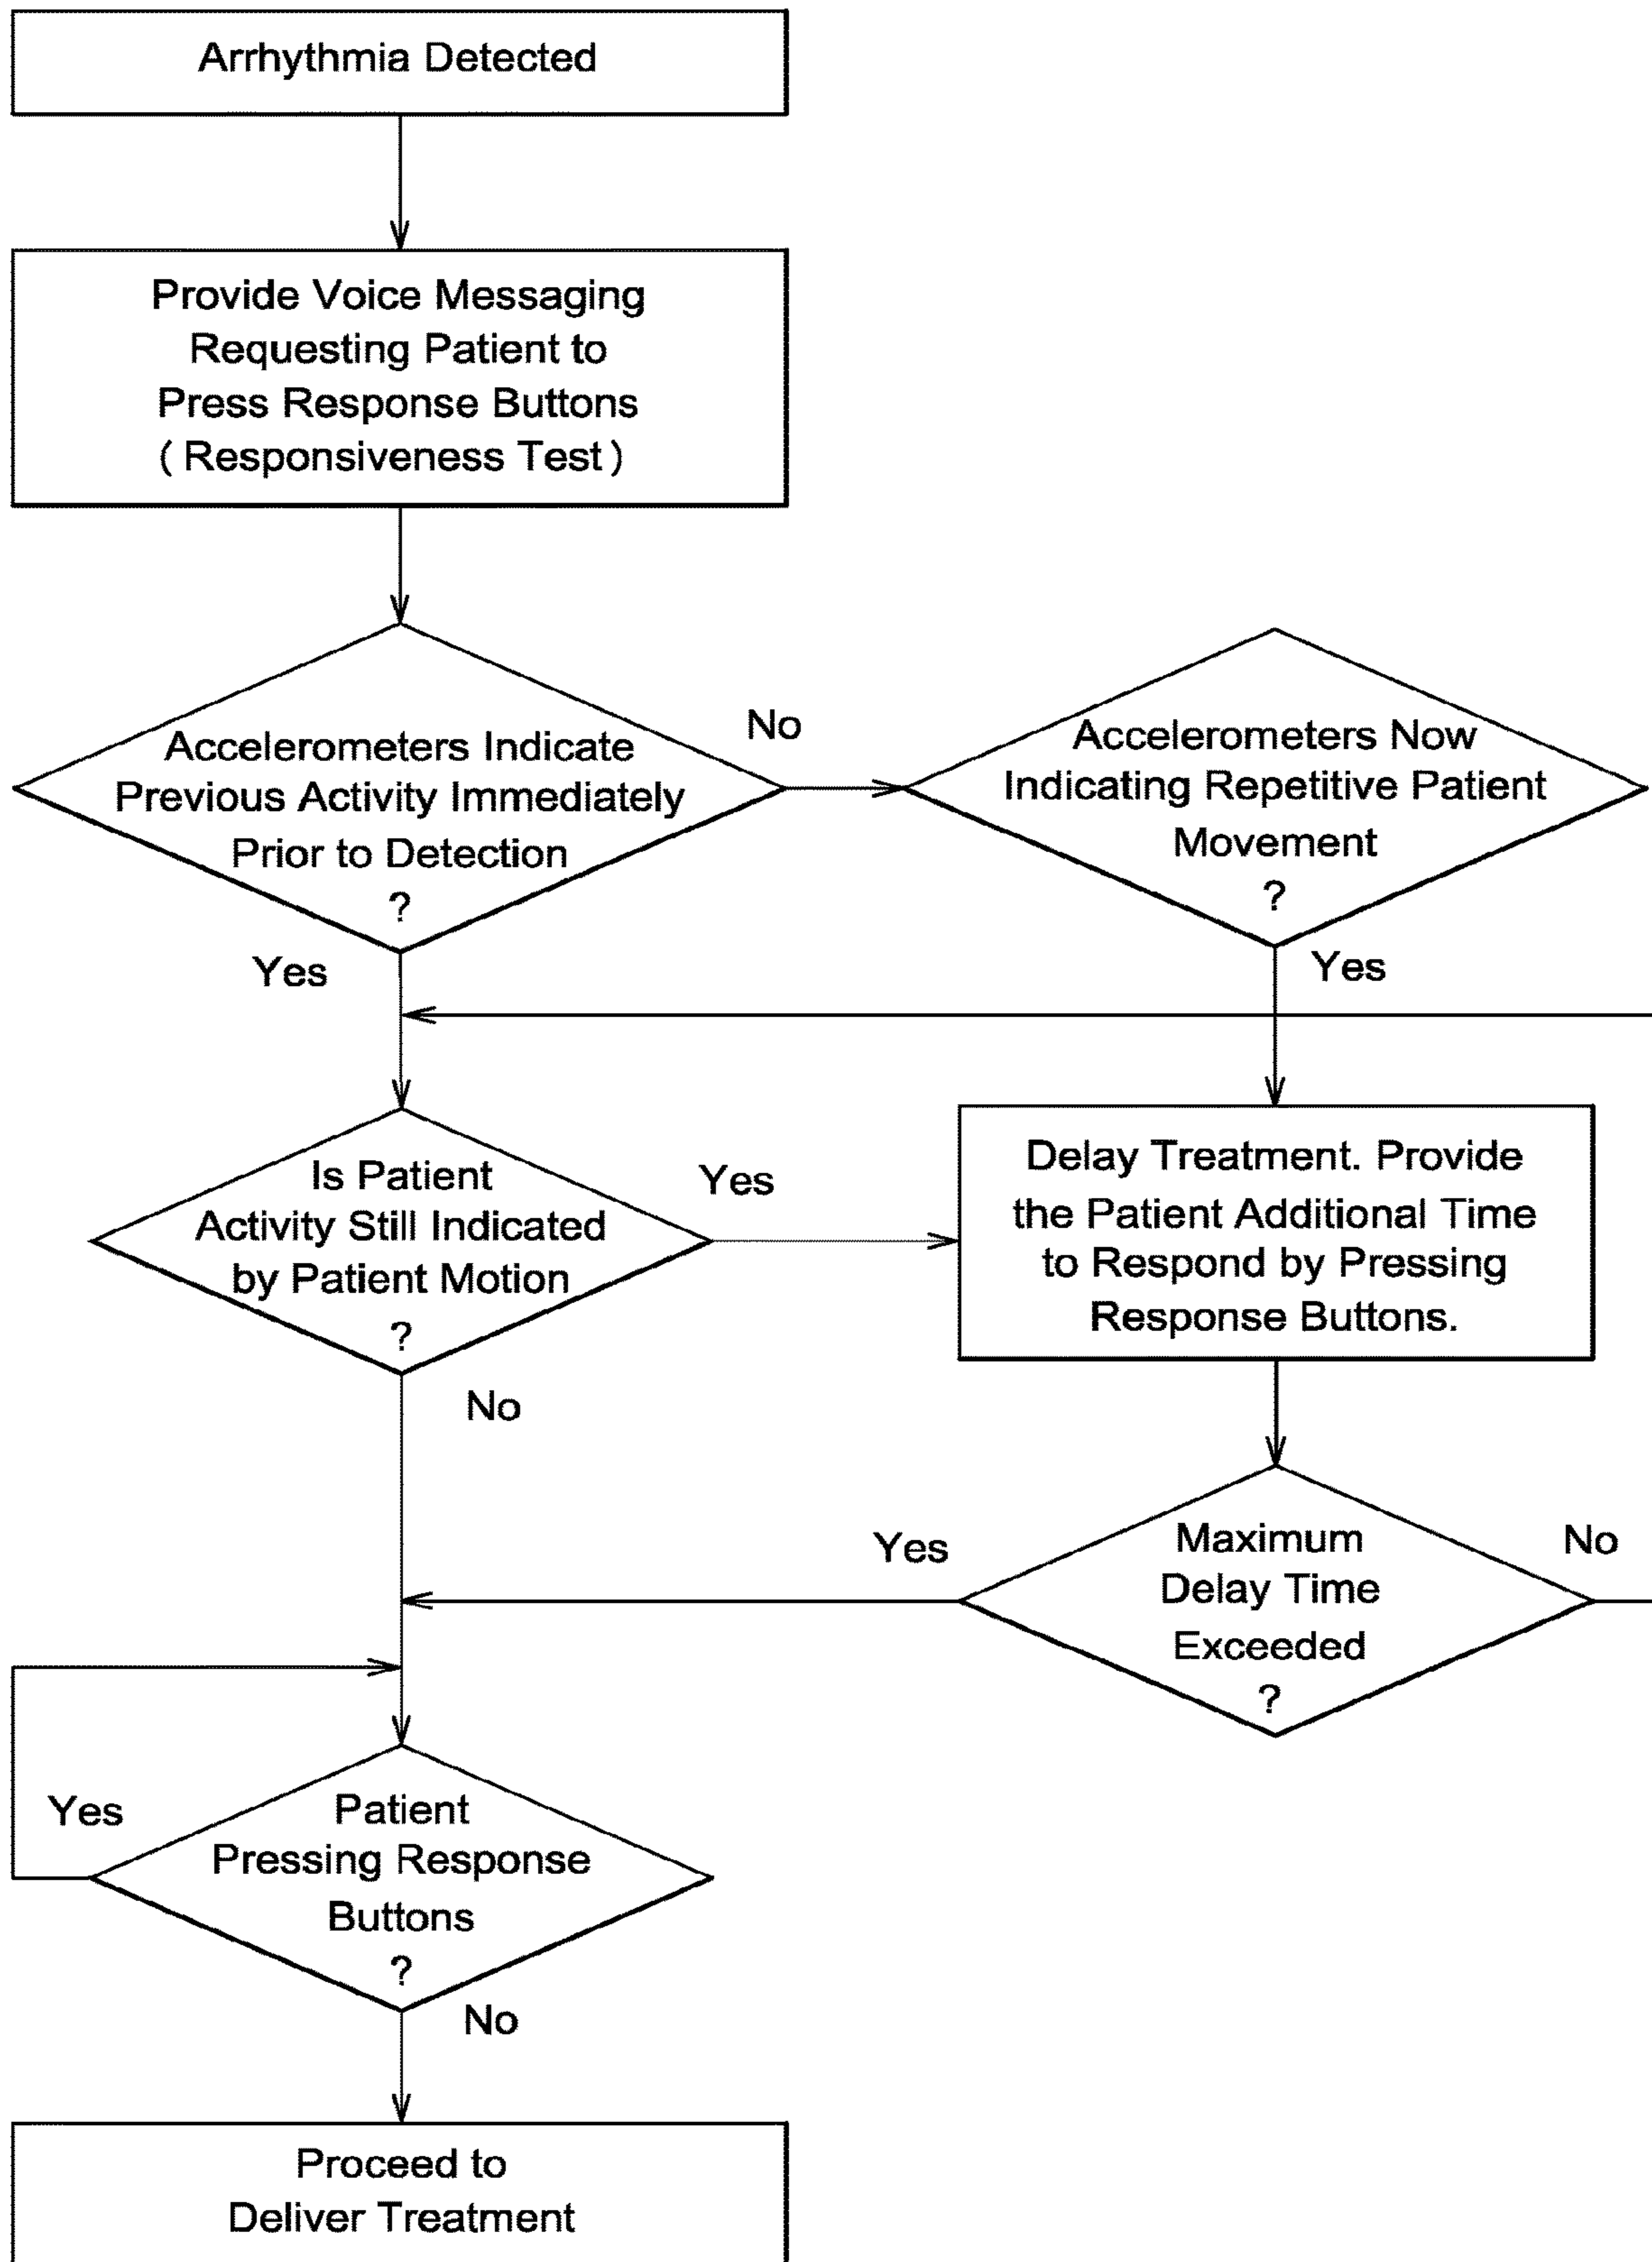 Arrhythmia Detected
Provide Voice Messaging
Requesting Patient to
Press Response Buttons
( Responsiveness Test )
Accelerometers Indicate
Previous Activity Immediately
Prior to Detection
?
No
Accelerometers Now
Indicating Repetitive Patient
Movement
?
Yes
Yes
Is Patient
Activity Still Indicated
by Patient Motion
?
Yes
No
Delay Treatment. Provide
the Patient Additional Time
to Respond by Pressing
Response Buttons.
Maximum
Delay Time
Exceeded
?
Yes
No
Patient
Pressing Response
Buttons
?
Yes
No
Proceed to
Deliver Treatment